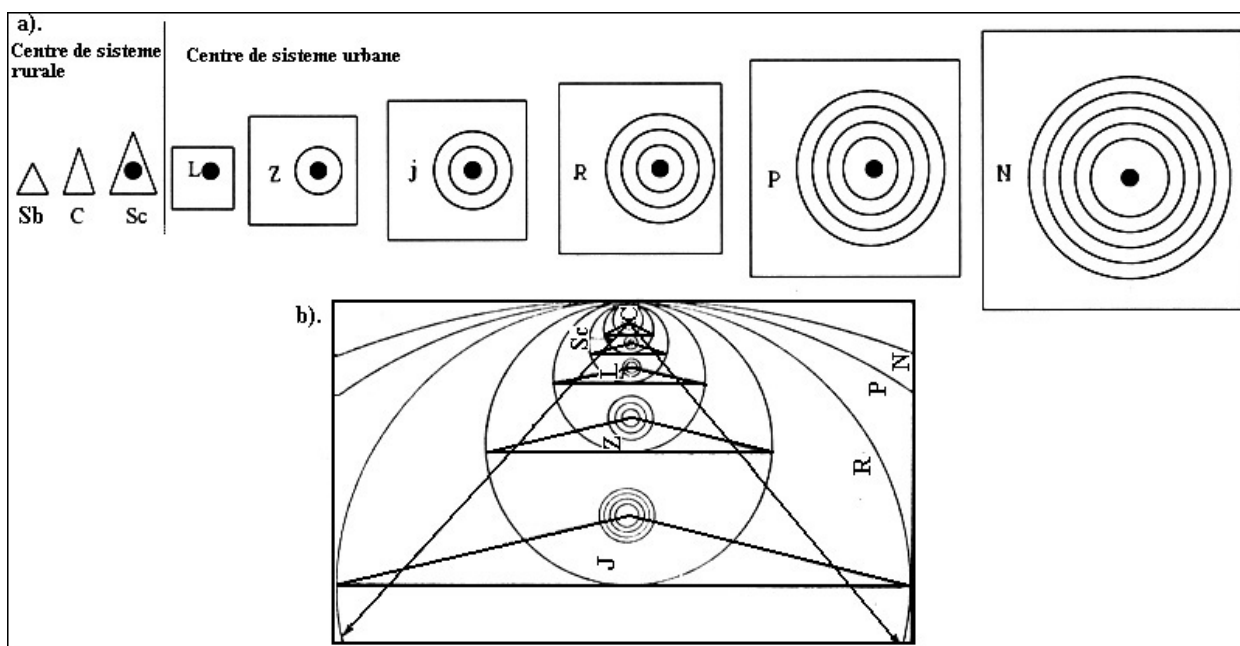 a).
Centre de sisteme
rurale
Centre de sisteme urbane
Sb
C
Sc
L
Z
j
R
P
N
b).
C
Sc
L
Z
J
R
P
N